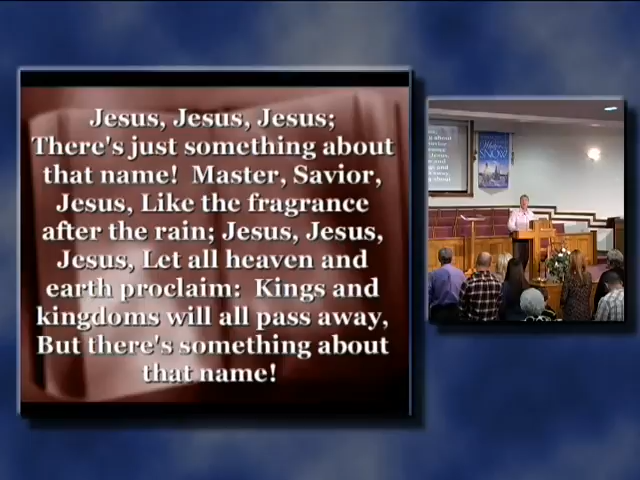 Jesus, Jesus, Jesus;
There's just something about
that name!  Master, Savior,
Jesus, Like the fragrance
after the rain; Jesus, Jesus,
Jesus, Let all heaven and
earth proclaim:  Kings and
kingdoms will all pass away,
But there's something about
that name!
SNOW